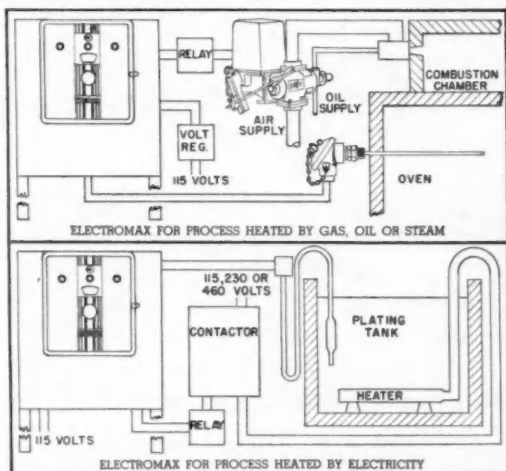 RELAY
COMBUSTION
CHAMBER
OIL
SUPPLY
AIR
SUPPLY
VOLT
REG.
115 VOLTS
OVEN
ELECTROMAX FOR PROCESS HEATED BY GAS, OIL OR STEAM
115,230 OR
460 VOLTS
CONTACTOR
PLATING
TANK
HEATER
RELAY
115 VOLTS
ELECTROMAX FOR PROCESS HEATED BY ELECTRICITY